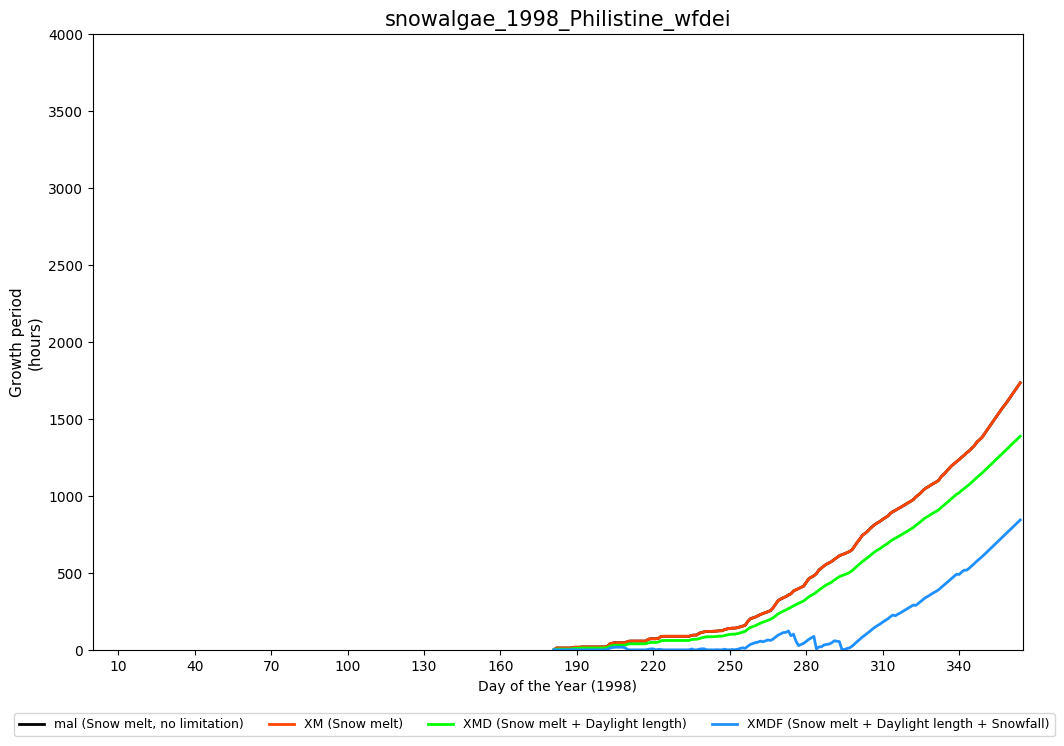 snowalgae_1998_Philistine_wfdei
4000
3500
3000
2500
2000
1500
1000
500
0
Growth period
(hours)
10 40 70 100 130 160 190 220 250 280 310 340
Day of the Year (1998)
mal (Snow melt, no limitation) XM (Snow melt) XMD (Snow melt + Daylight length) XMDF (Snow melt + Daylight length + Snowfall)